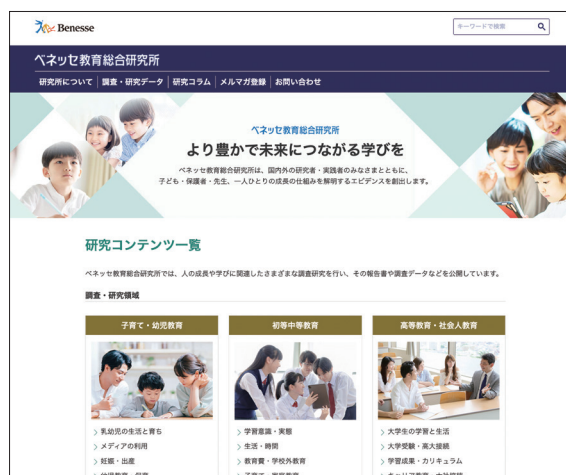 Benesse
キーワードで検索
ベネッセ教育総合研究所
研究所について 調査・研究データ 研究コラム メルマガ登録 お問い合わせ
ベネッセ教育総合研究所
より豊かで未来につながる学びを
ベネッセ教育総合研究所は、国内外の研究者・実践者のみなさまとともに、
子ども・保護者・先生、一人ひとりの成長の仕組みを解明するエビデンスを創出します。
研究コンテンツ一覧
ベネッセ教育総合研究所では、人の成長や学びに関連したさまざまな調査研究を行い、その報告書や調査データなどを公開しています。
調査・研究領域
子育て・幼児教育
初等中等教育
高等教育・社会人教育
乳幼児の生活と育ち
メディアの利用
妊娠・出産
学習意識・実態
生活・時間
教育費・学校外教育
大学生の学習と生活
大学受験・高大接続
学習成果・カリキュラム